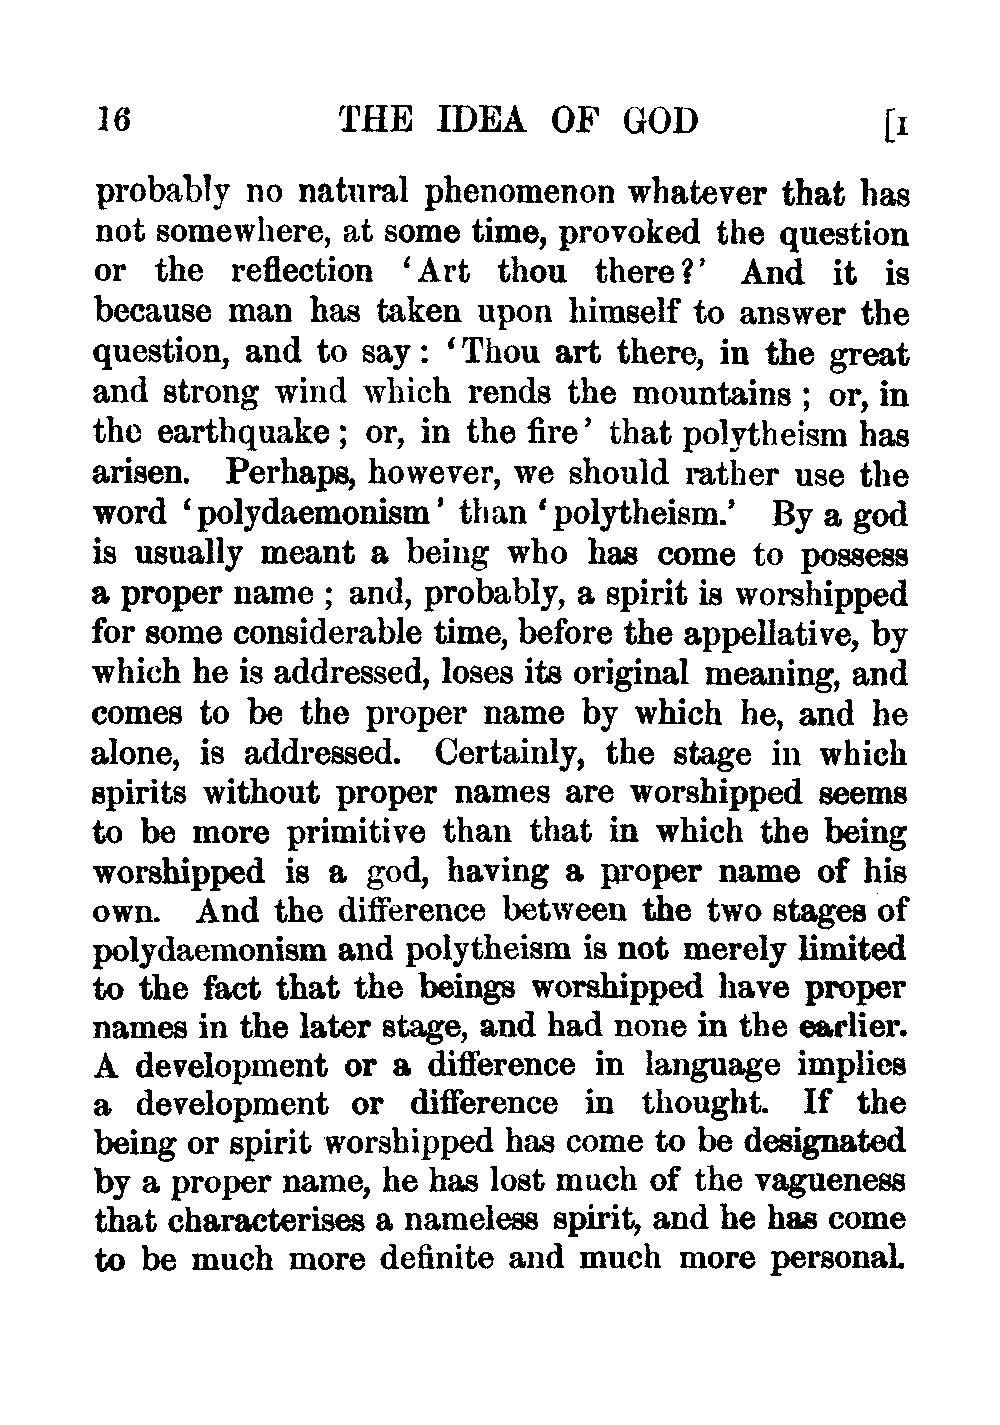 16 THE IDEA OF GOD [I
probably no natural phenomenon whatever that has
not somewhere, at some time, provoked the question
or the reflection ‘Art thou there?’ And it is
because man has taken upon himself to answer the
question, and to say: ‘Thou art there, in the great
and strong wind which rends the mountains; or, in
the earthquake; or, in the fire’ that polytheism has
arisen. Perhaps, however, we should rather use the
word ‘polydaemonism’ than ‘polytheism.’ By a god
is usually meant a being who has come to possess
a proper name; and, probably, a spirit is worshipped
for some considerable time, before the appellative, by
which he is addressed, loses its original meaning, and
comes to be the proper name by which he, and he
alone, is addressed. Certainly, the stage in which
spirits without proper names are worshipped seems
to be more primitive than that in which the being
worshipped is a god, having a proper name of his
own. And the difference between the two stages of
polydaemonism and polytheism is not merely limited
to the fact that the beings worshipped have proper
names in the later stage, and had none in the earlier.
A development or a difference in language implies
a development or difference in thought. If the
being or spirit worshipped has come to be designated
by a proper name, he has lost much of the vagueness
that characterises a nameless spirit, and he has come
to be much more definite and much more personal.